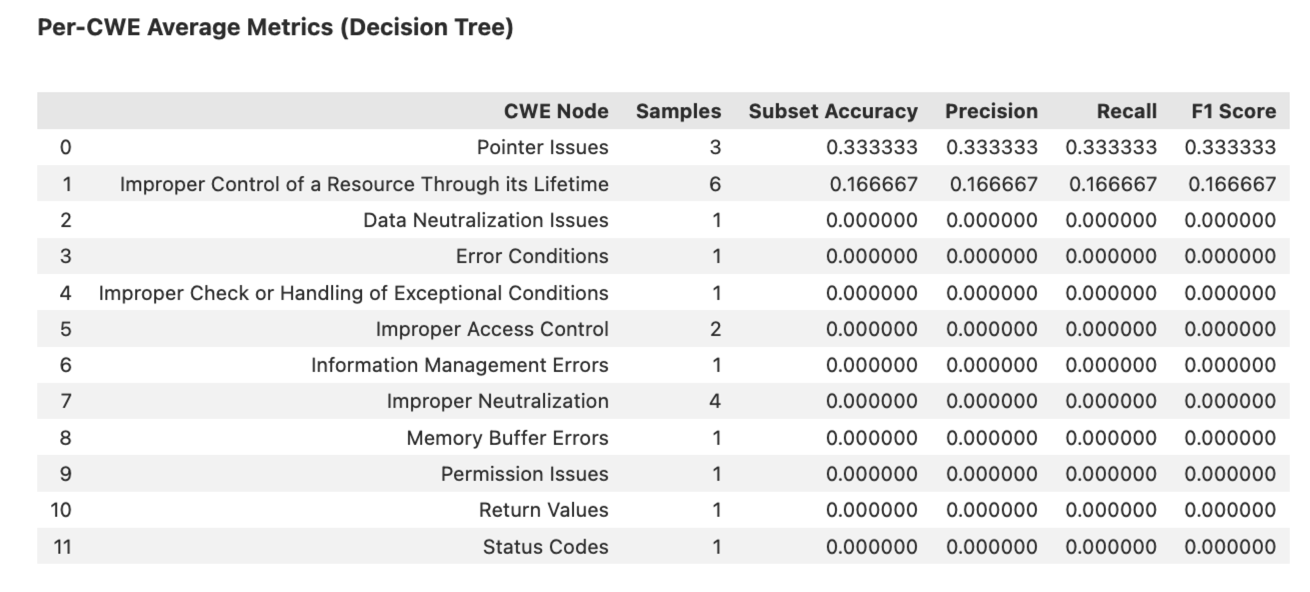 Per-CWE Average Metrics (Decision Tree)
CWE Node Samples Subset Accuracy Precision Recall F1 Score
0 Pointer Issues 3 0.333333 0.333333 0.333333 0.333333
1 Improper Control of a Resource Through its Lifetime 6 0.166667 0.166667 0.166667 0.166667
2 Data Neutralization Issues 1 0.000000 0.000000 0.000000 0.000000
3 Error Conditions 1 0.000000 0.000000 0.000000 0.000000
4 Improper Check or Handling of Exceptional Conditions 1 0.000000 0.000000 0.000000 0.000000
5 Improper Access Control 2 0.000000 0.000000 0.000000 0.000000
6 Information Management Errors 1 0.000000 0.000000 0.000000 0.000000
7 Improper Neutralization 4 0.000000 0.000000 0.000000 0.000000
8 Memory Buffer Errors 1 0.000000 0.000000 0.000000 0.000000
9 Permission Issues 1 0.000000 0.000000 0.000000 0.000000
10 Return Values 1 0.000000 0.000000 0.000000 0.000000
11 Status Codes 1 0.000000 0.000000 0.000000 0.000000